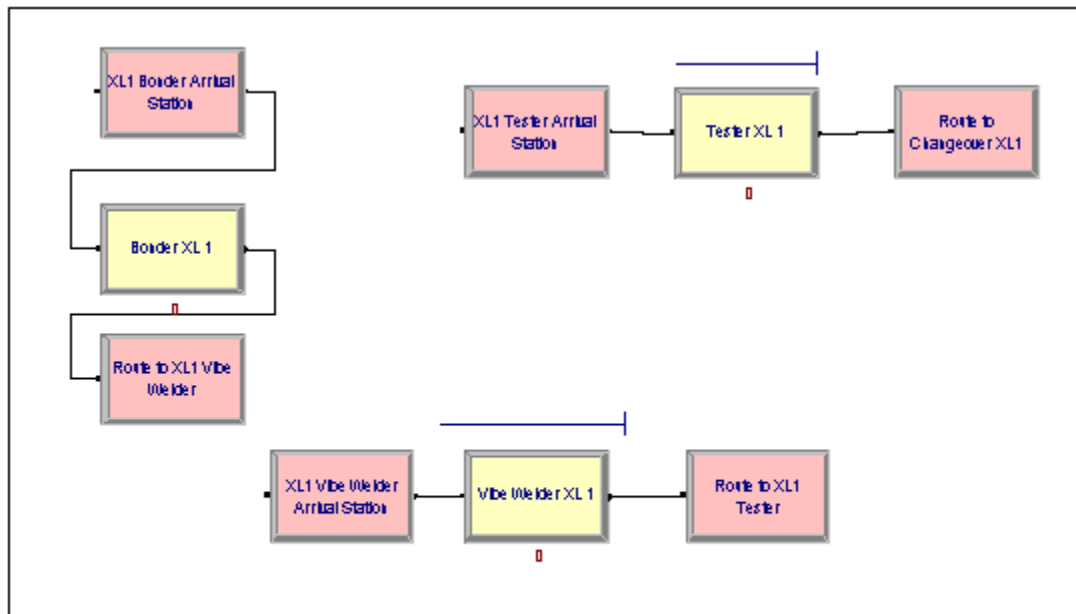 XL1 Bonder Arrival
Station
Bonder XL 1
Route to XL1 Vibe
Welder
XL1 Tester Arrival
Station
Tester XL 1
Route to
Changeover XL1
XL1 Vibe Welder
Arrival Station
Vibe Welder XL 1
Route to XL1
Tester